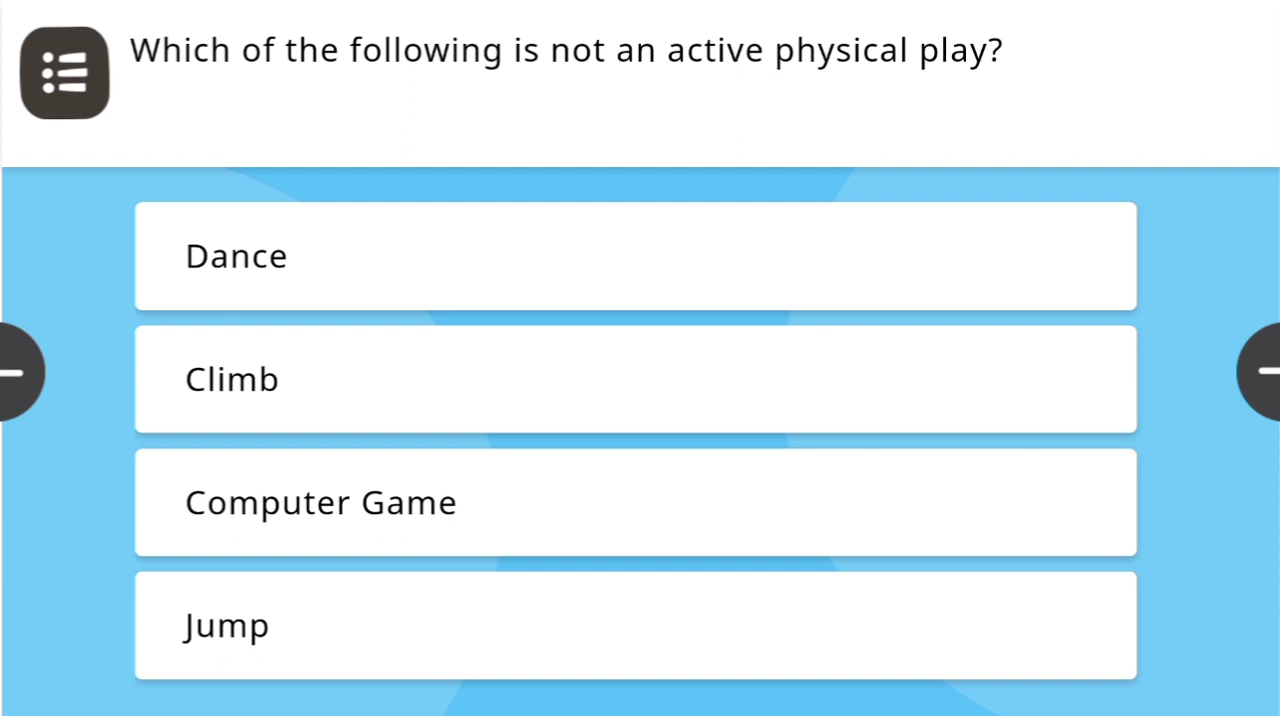 Which of the following is not an active physical play?
Dance
Climb
Computer Game
Jump